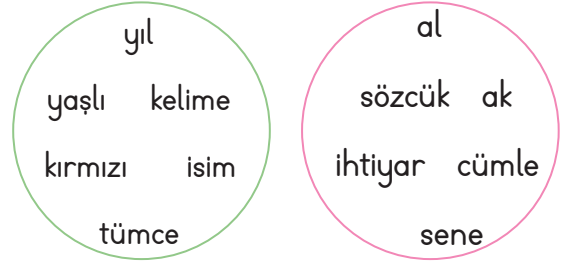 yıl
yaşlı kelime
kırmızı isim
tümce
al
sözcük ak
ihtiyar cümle
sene